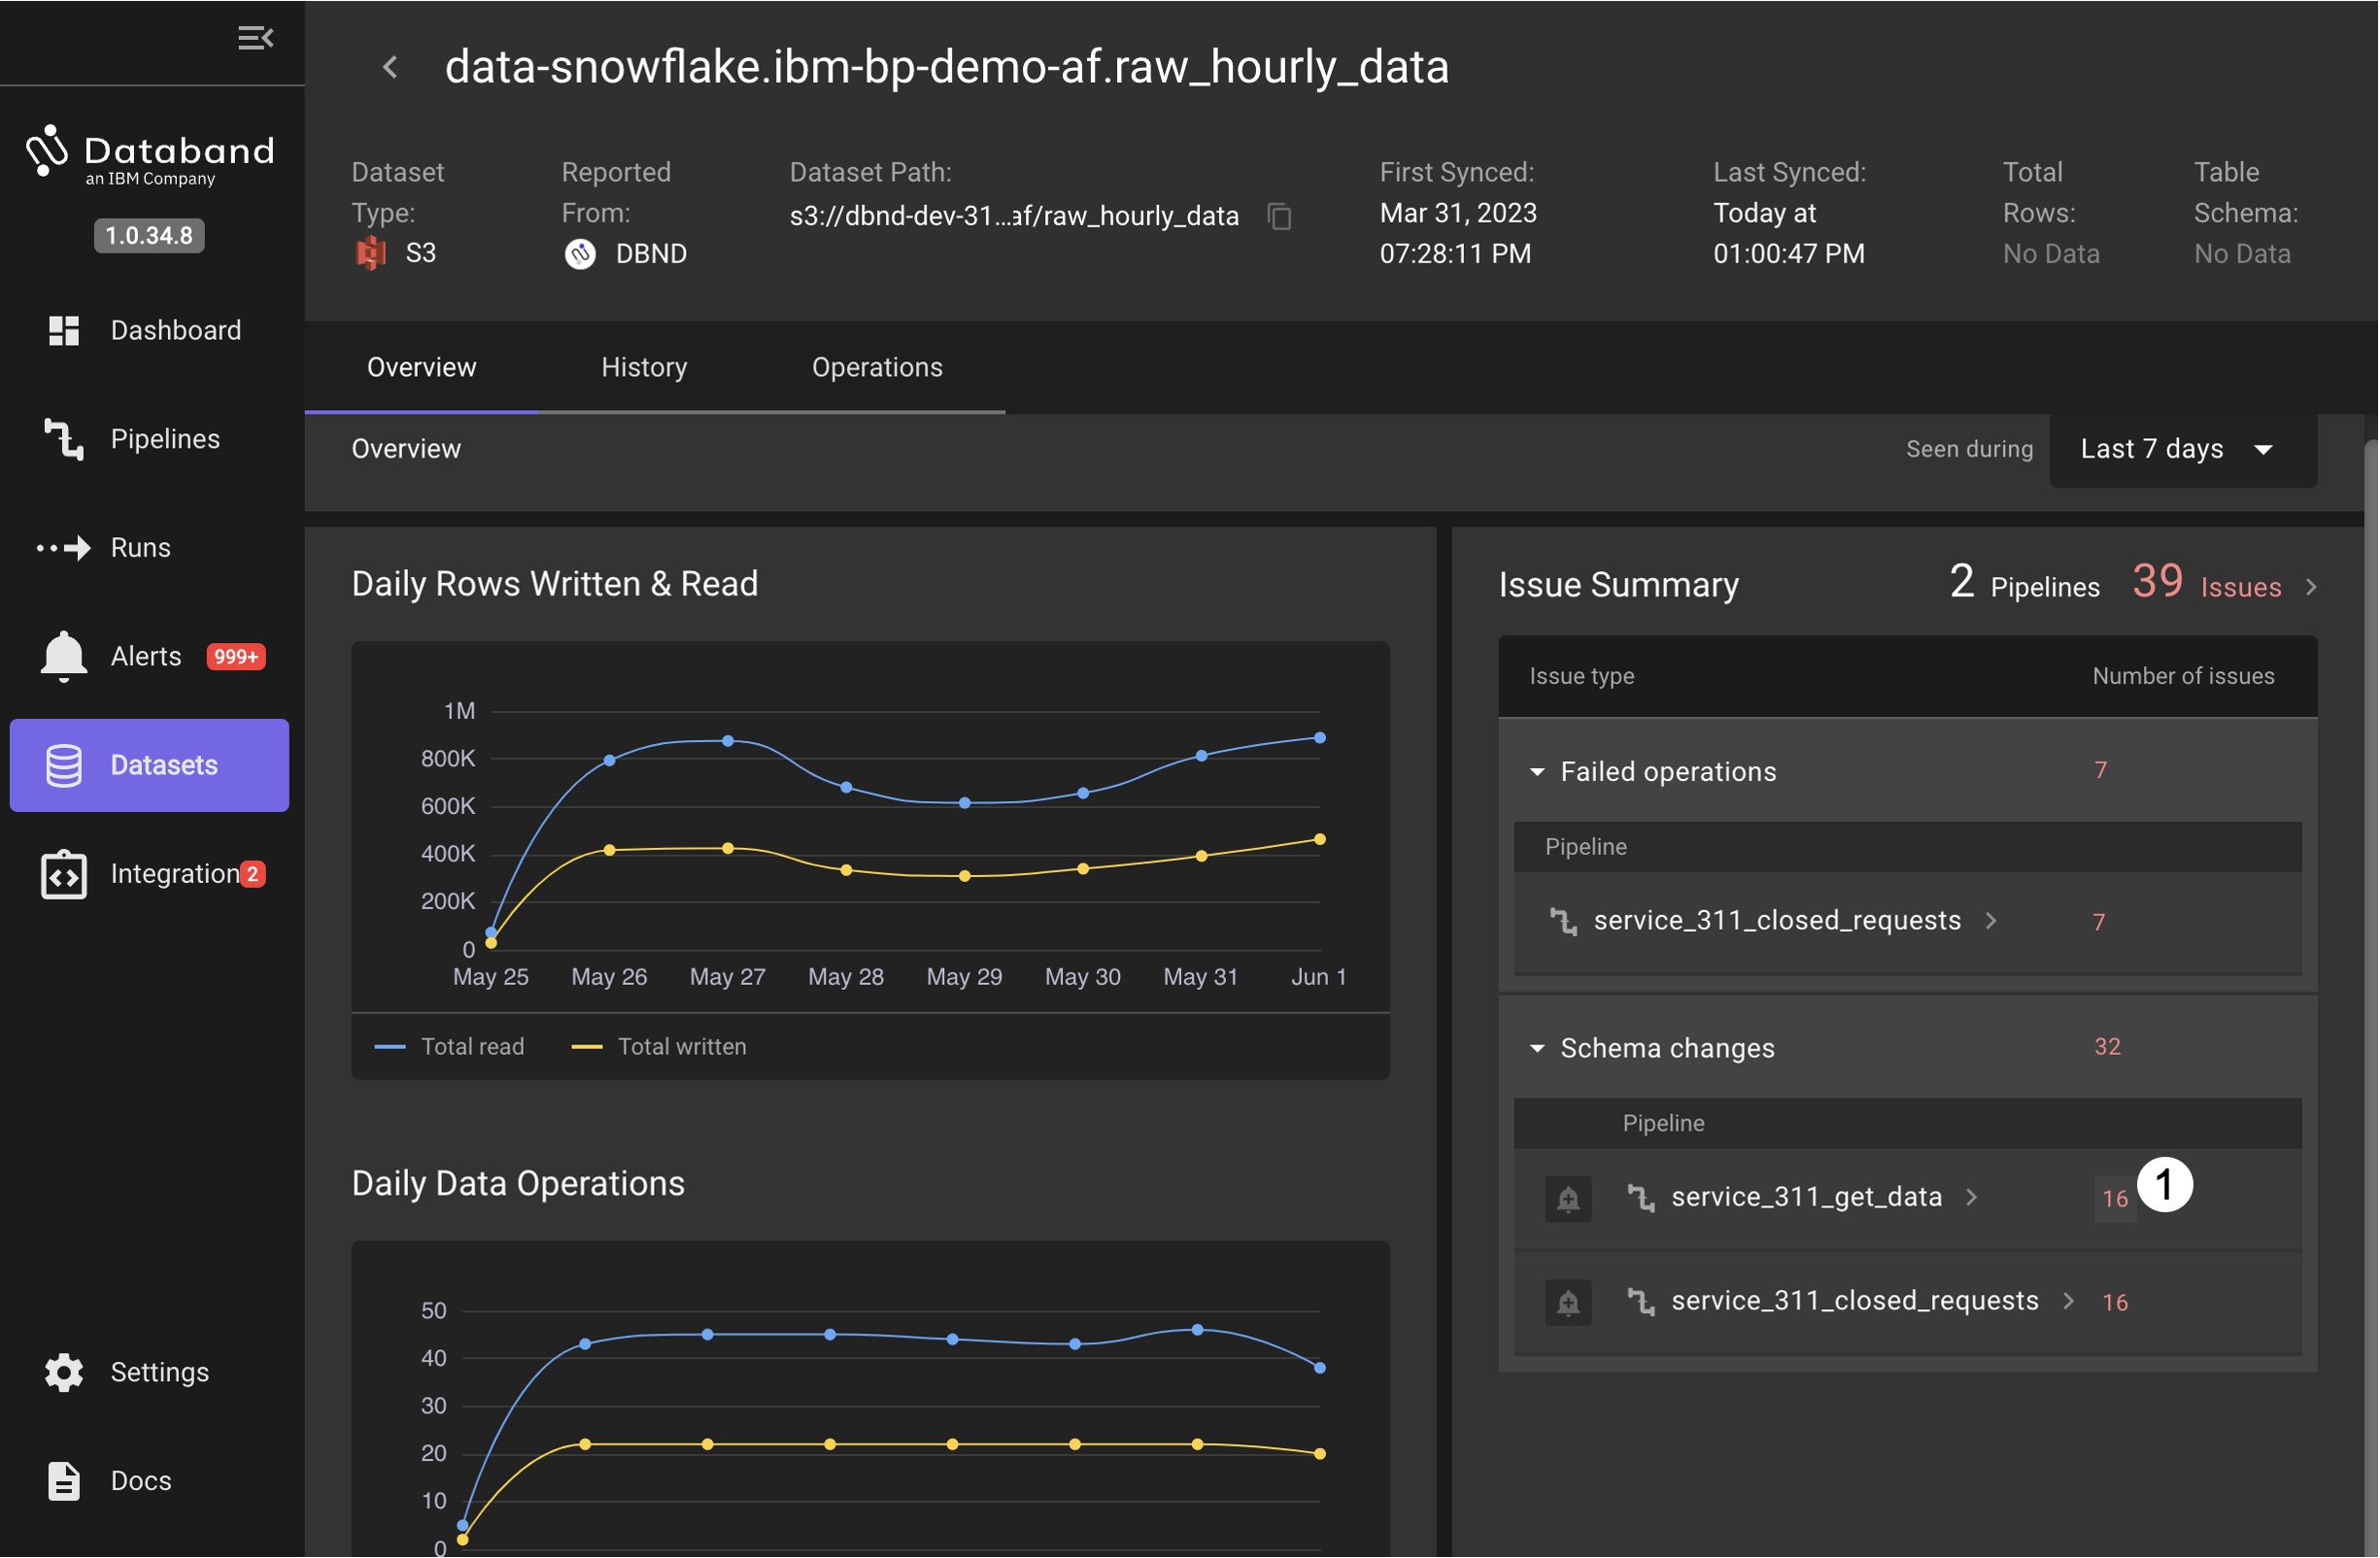 Databand
an IBM Company
1.0.34.8
Dashboard
Pipelines
Runs
Alerts 999+
Datasets
Integration 2
Settings
Docs
data-snowflake.ibm-bp-demo-af.raw_hourly_data
Dataset Type:
S3
Reported From:
DBND
Dataset Path:
s3://dbnd-dev-31...af/raw_hourly_data
First Synced:
Mar 31, 2023
07:28:11 PM
Last Synced:
Today at
01:00:47 PM
Total Rows:
No Data
Table Schema:
No Data
Overview History Operations
Overview
Seen during Last 7 days
Daily Rows Written & Read
1M
800K
600K
400K
200K
0
May 25 May 26 May 27 May 28 May 29 May 30 May 31 Jun 1
Total read Total written
Daily Data Operations
50
40
30
20
10
0
Issue Summary 2 Pipelines 39 Issues
Issue type Number of issues
Failed operations 7
Pipeline
service_311_closed_requests 7
Schema changes 32
Pipeline
service_311_get_data 16 1
service_311_closed_requests 16